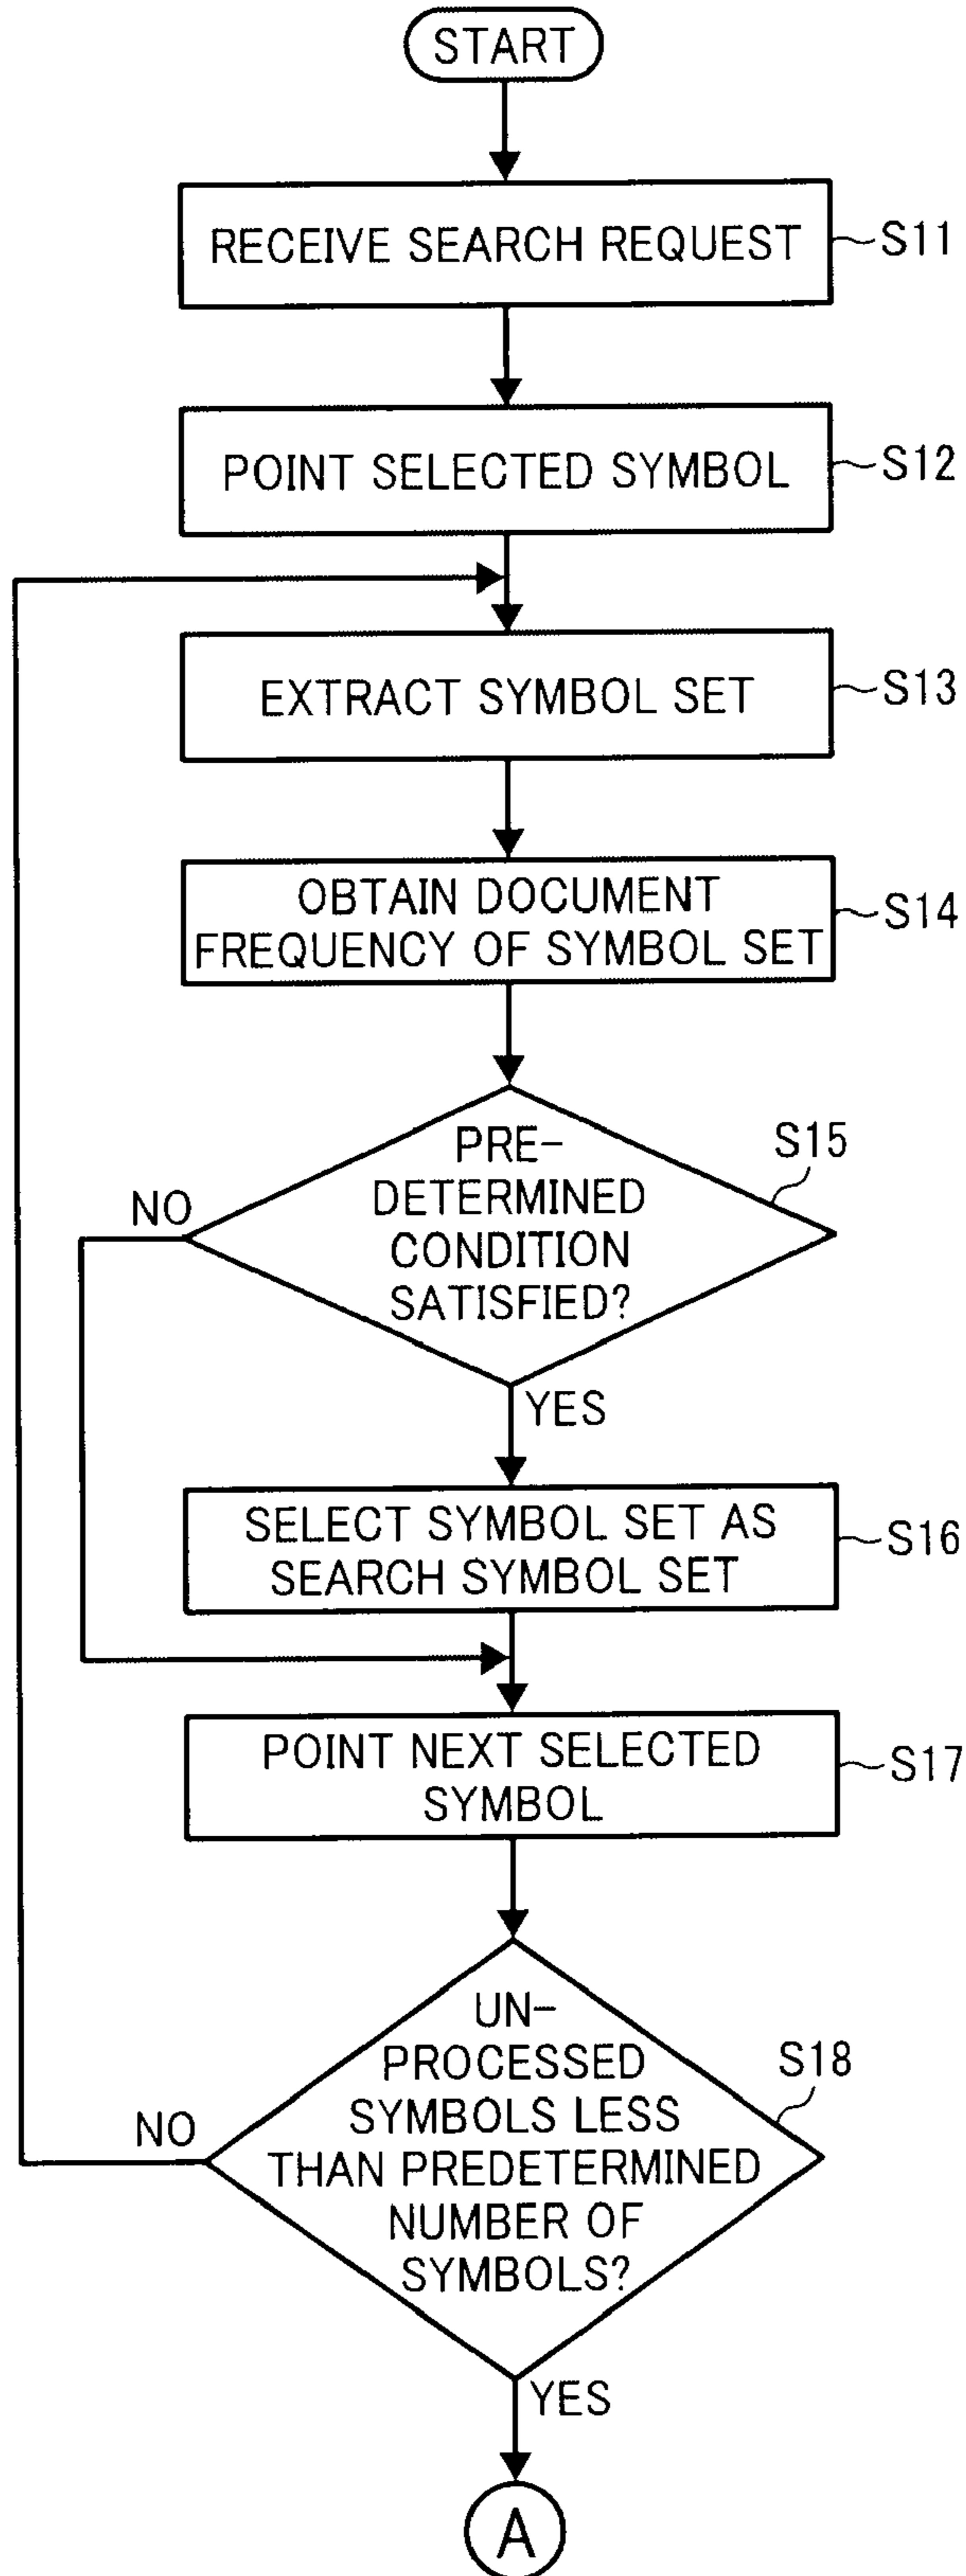 START
RECEIVE SEARCH REQUEST
S11
POINT SELECTED SYMBOL
S12
EXTRACT SYMBOL SET
S13
OBTAIN DOCUMENT
FREQUENCY OF SYMBOL SET
S14
PRE-
DETERMINED
CONDITION
SATISFIED?
S15
NO
YES
SELECT SYMBOL SET AS
SEARCH SYMBOL SET
S16
POINT NEXT SELECTED
SYMBOL
S17
UN-
PROCESSED
SYMBOLS LESS
THAN PREDETERMINED
NUMBER OF
SYMBOLS?
S18
NO
YES
A